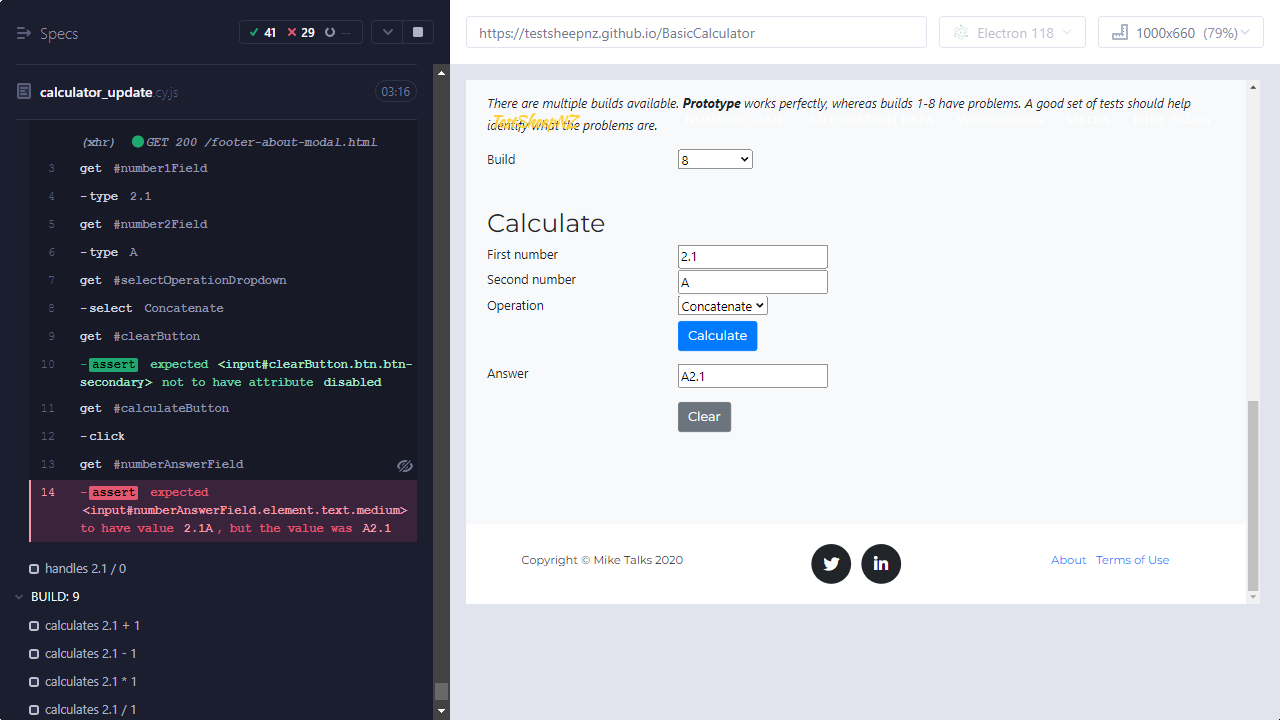 Specs
41 29 --
calculator_update.cy.js
03:16
(xhr) GET 200 /footer-about-modal.html
3 get #number1Field
4 -type 2.1
5 get #number2Field
6 -type A
7 get #selectOperationDropdown
8 -select Concatenate
9 get #clearButton
10 -assert expected <input#clearButton.btn.btn-
secondary> not to have attribute disabled
11 get #calculateButton
12 -click
13 get #numberAnswerField
14 -assert expected
<input#numberAnswerField.element.text.medium>
to have value 2.1A, but the value was A2.1
handles 2.1 / 0
BUILD: 9
calculates 2.1 + 1
calculates 2.1 - 1
calculates 2.1 * 1
calculates 2.1 / 1
https://testsheepnz.github.io/BasicCalculator
Electron 118
1000x660 (79%)
There are multiple builds available. Prototype works perfectly, whereas builds 1-8 have problems. A good set of tests should help
TestSheepNZ
identify what the problems are.
Build
8
Calculate
First number
2.1
Second number
A
Operation
Concatenate
Calculate
Answer
A2.1
Clear
Copyright © Mike Talks 2020
in
About Terms of Use